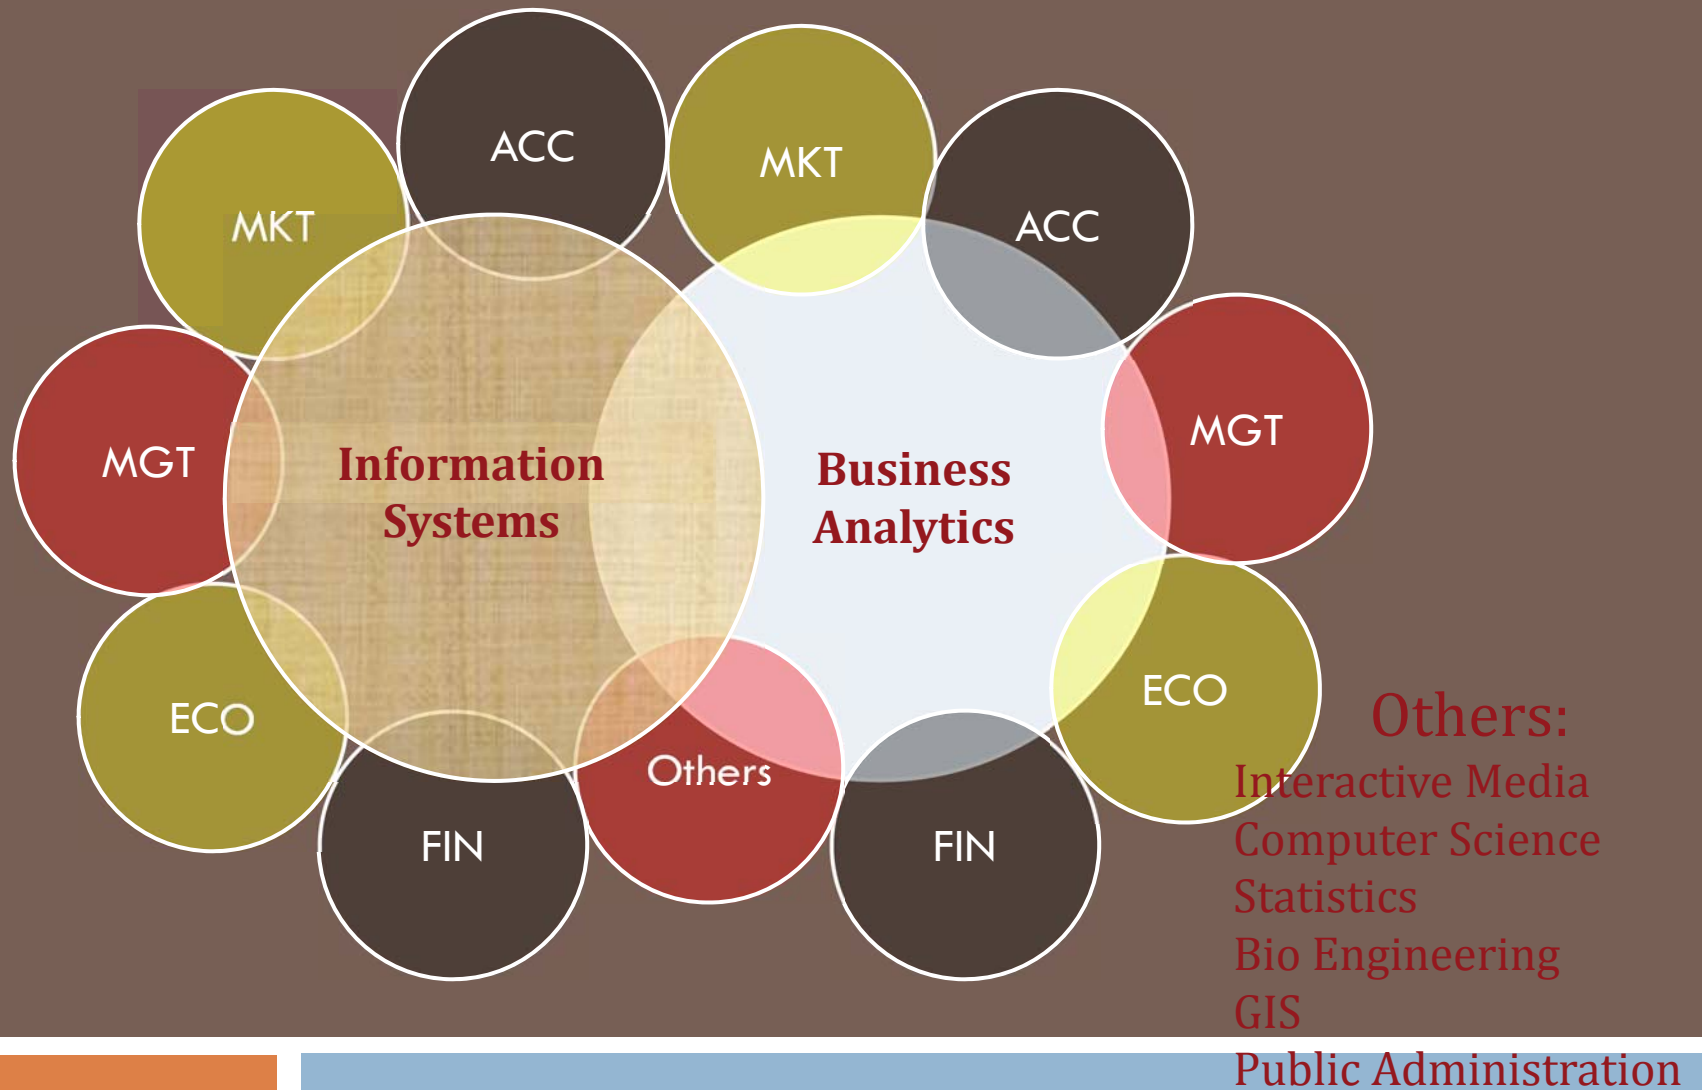 ACC
MKT
MKT
ACC
MGT
MGT
Information
Systems
Business
Analytics
ECO
ECO
Others
FIN
FIN
Others:
Interactive Media
Computer Science
Statistics
Bio Engineering
GIS
Public Administration